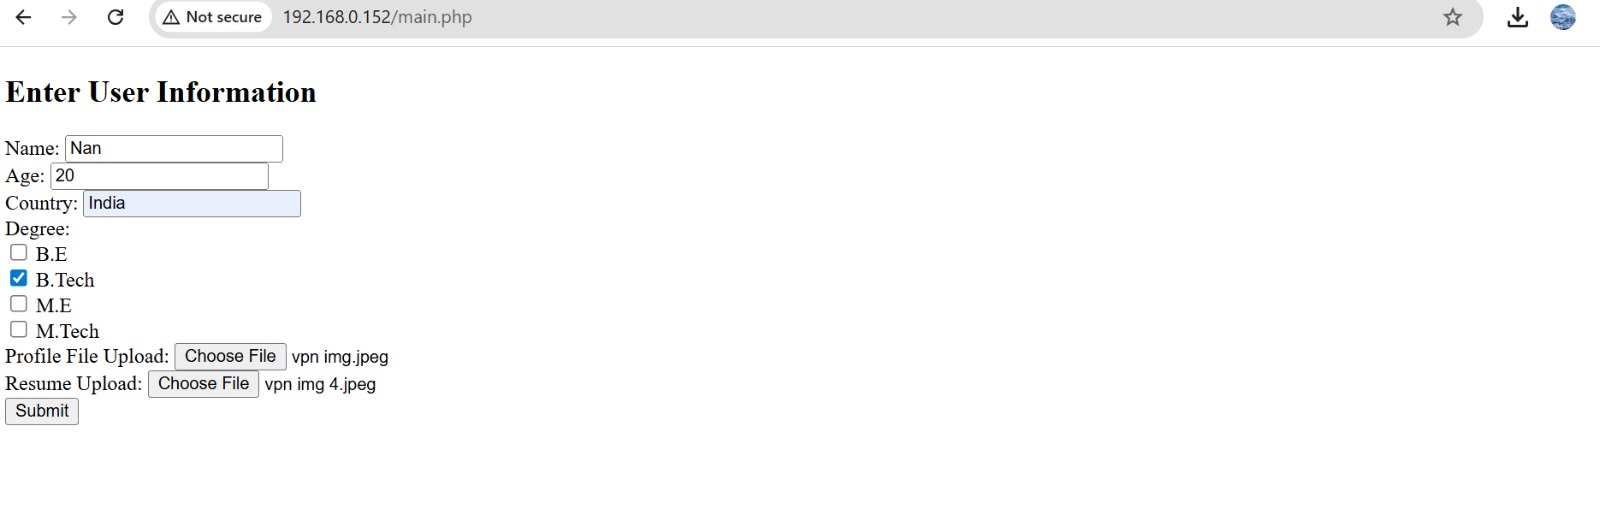 Not secure 192.168.0.152/main.php
Enter User Information
Name: Nan
Age: 20
Country: India
Degree:
B.E
B.Tech
M.E
M.Tech
Profile File Upload: Choose File vpn img.jpeg
Resume Upload: Choose File vpn img 4.jpeg
Submit